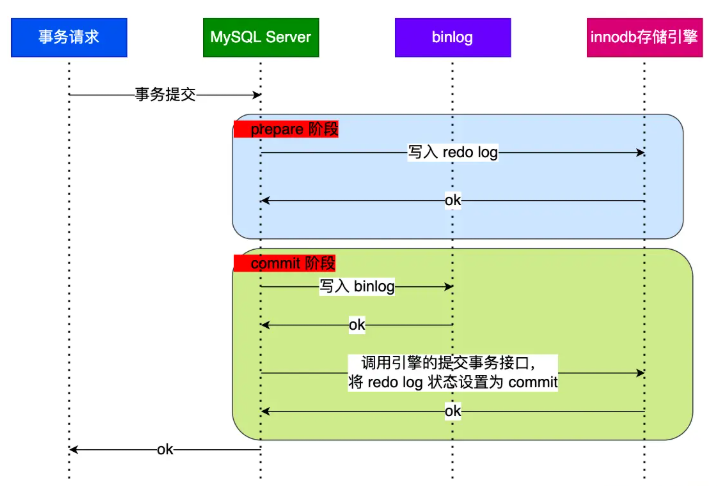 事务请求
MySQL Server
binlog
innodb存储引擎
事务提交
prepare 阶段
写入 redo log
ok
commit 阶段
写入 binlog
ok
调用引擎的提交事务接口，
将 redo log 状态设置为 commit
ok
ok